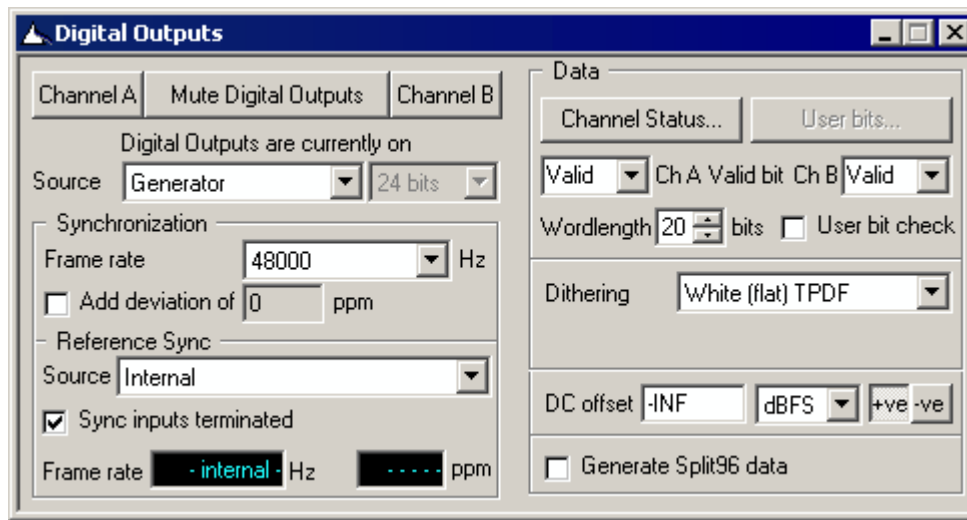 Digital Outputs
Channel A Mute Digital Outputs Channel B
Digital Outputs are currently on
Source Generator 24 bits
Synchronization
Frame rate 48000 Hz
Add deviation of 0 ppm
Reference Sync
Source Internal
Sync inputs terminated
Frame rate - internal - Hz - - - - - ppm
Data
Channel Status... User bits...
Valid Ch A Valid bit Ch B Valid
Wordlength 20 bits User bit check
Dithering White (flat) TPDF
DC offset -INF dBFS +ve -ve
Generate Split96 data